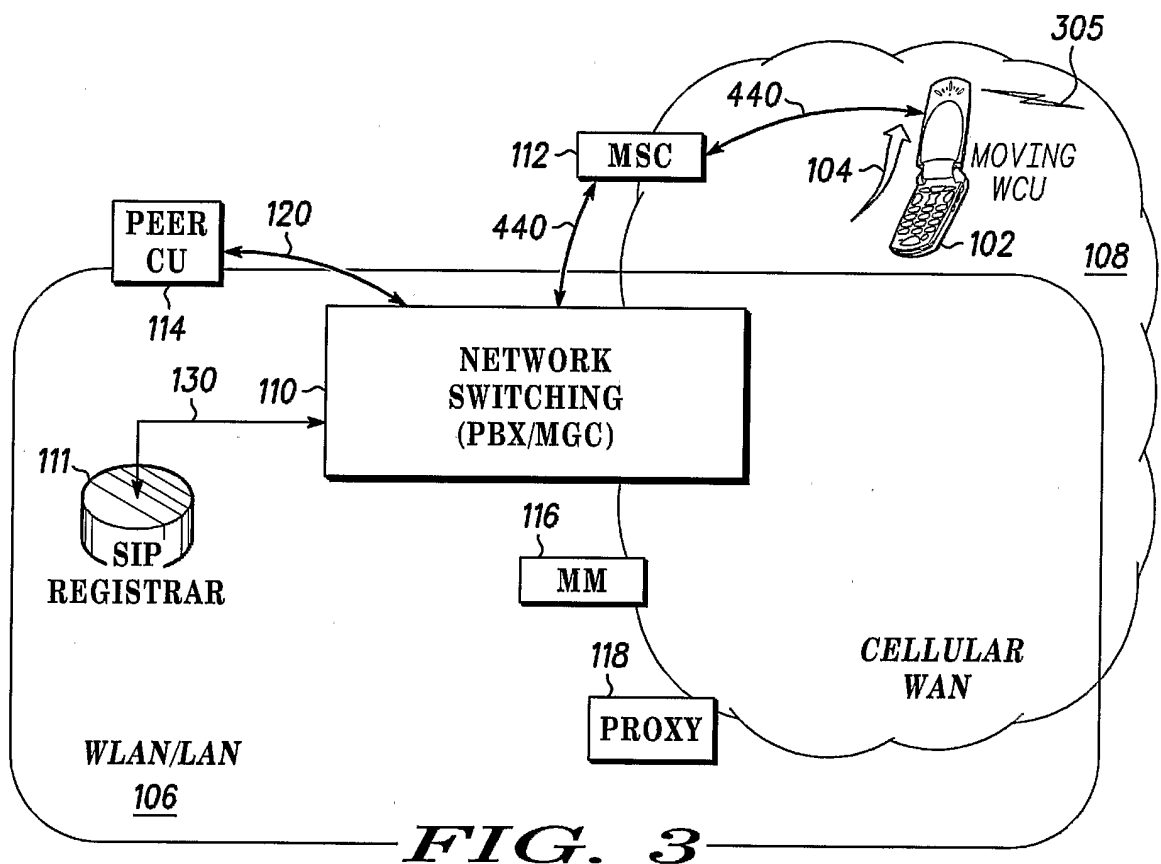 305
440
112
MSC
104
MOVING
WCU
102
108
PEER
CU
120
440
114
130
110
NETWORK
SWITCHING
(PBX/MGC)
111
SIP
REGISTRAR
116
MM
118
PROXY
CELLULAR
WAN
WLAN/LAN
106
FIG. 3